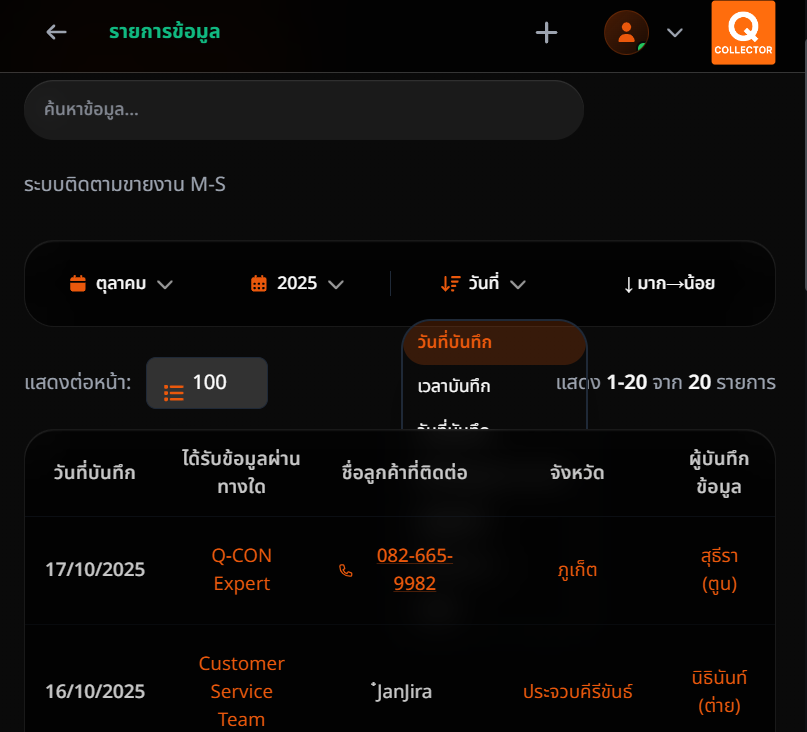 รายการข้อมูล
Q
COLLECTOR
ค้นหาข้อมูล...
ระบบติดตามขายงาน M-S
ตุลาคม
2025
วันที่
↓ มาก→น้อย
วันที่บันทึก
เวลาบันทึก
แสดงต่อหน้า:
100
แสดง 1-20 จาก 20 รายการ
วันที่บันทึก
ได้รับข้อมูลผ่าน
ทางใด
ชื่อลูกค้าที่ติดต่อ
จังหวัด
ผู้บันทึก
ข้อมูล
17/10/2025
Q-CON
Expert
082-665-
9982
ภูเก็ต
สุธีรา
(ตูน)
16/10/2025
Customer
Service
Team
๋JanJira
ประจวบคีรีขันธ์
นิธินันท์
(ต่าย)